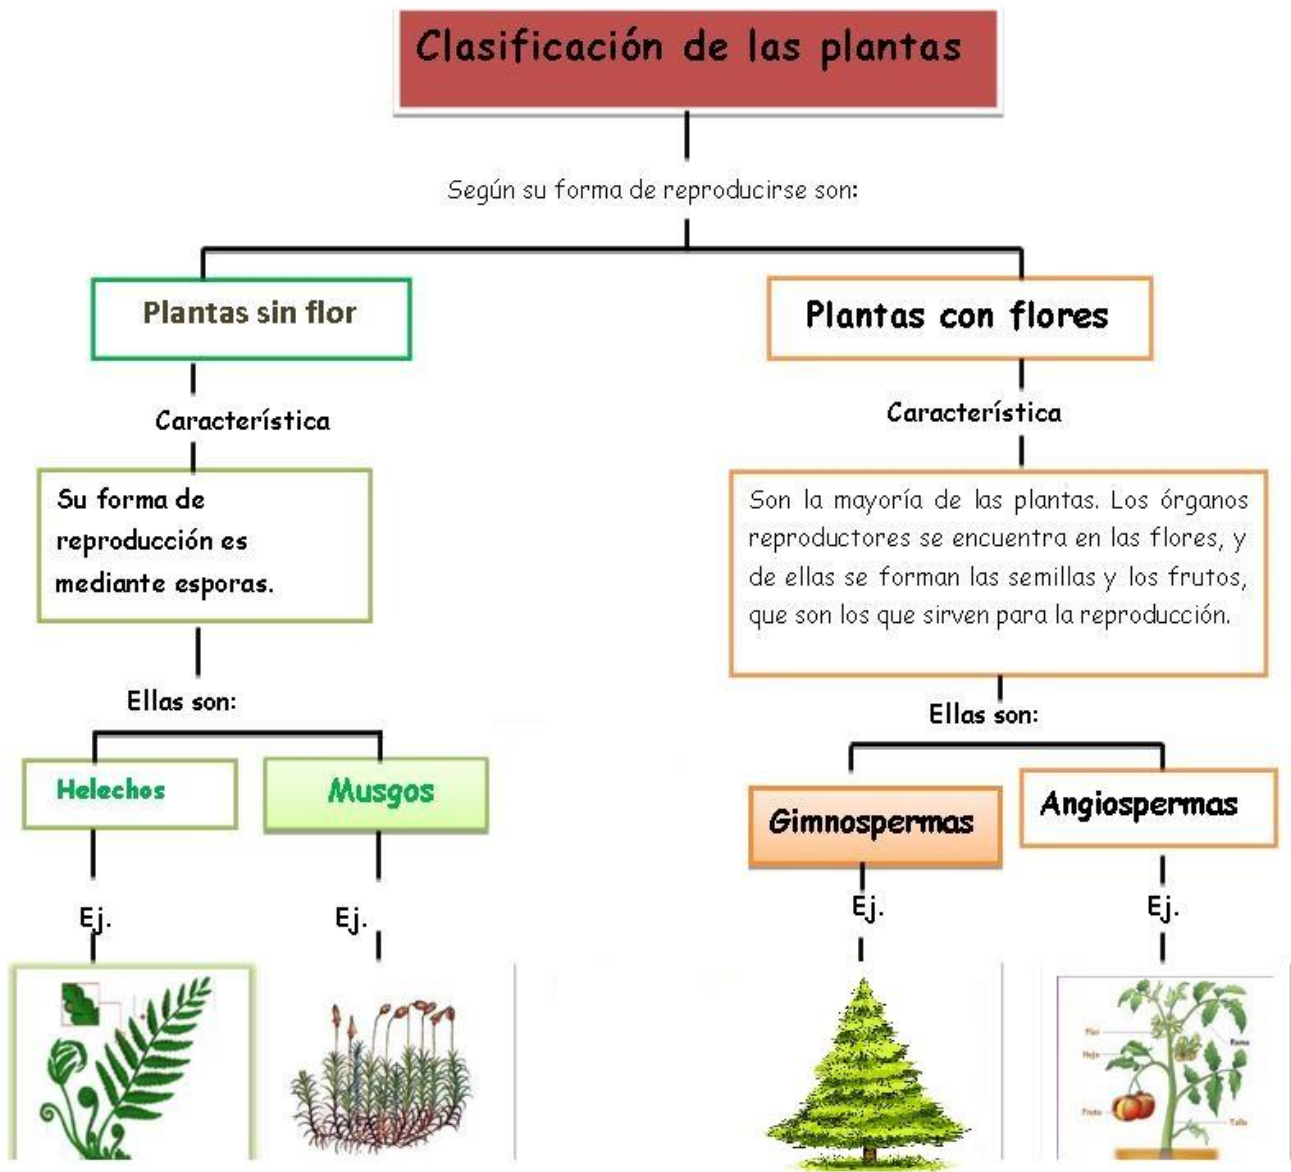 Clasificación de las plantas
Según su forma de reproducirse son:
Plantas sin flor
Plantas con flores
Característica
Característica
Su forma de
reproducción es
mediante esporas.
Son la mayoría de las plantas. Los órganos
reproductores se encuentra en las flores, y
de ellas se forman las semillas y los frutos,
que son los que sirven para la reproducción.
Ellas son:
Ellas son:
Helechos
Musgos
Gimnospermas
Angiospermas
Ej.
Ej.
Ej.
Ej.
Flor
Rama
Hoja
Fruto
Tallo